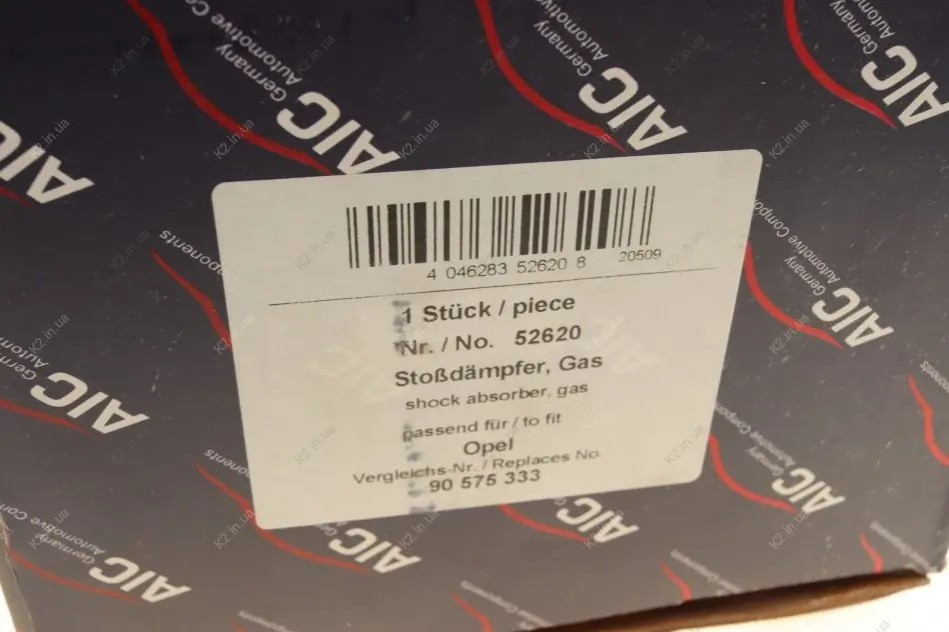 4 046283 52620 8
20509
1 Stück / piece
Nr. / No. 52620
Stoßdämpfer, Gas
shock absorber, gas
passend für / to fit
Opel
Vergleichs-Nr. / Replaces No.
90 575 333
AIC
Germany
Automotive Components
K2.in.ua